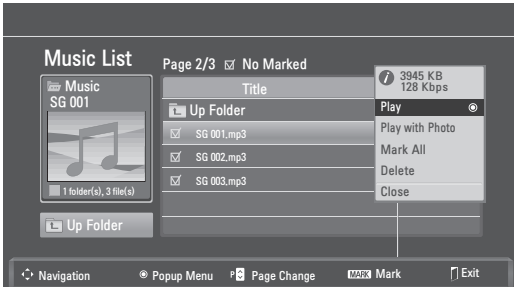 Music List
Page 2/3 No Marked
Music
SG 001
1 folder(s), 3 file(s)
Up Folder
Title
Up Folder
SG 001.mp3
SG 002.mp3
SG 003.mp3
3945 KB
128 Kbps
Play
Play with Photo
Mark All
Delete
Close
Navigation Popup Menu P Page Change MARK Mark Exit